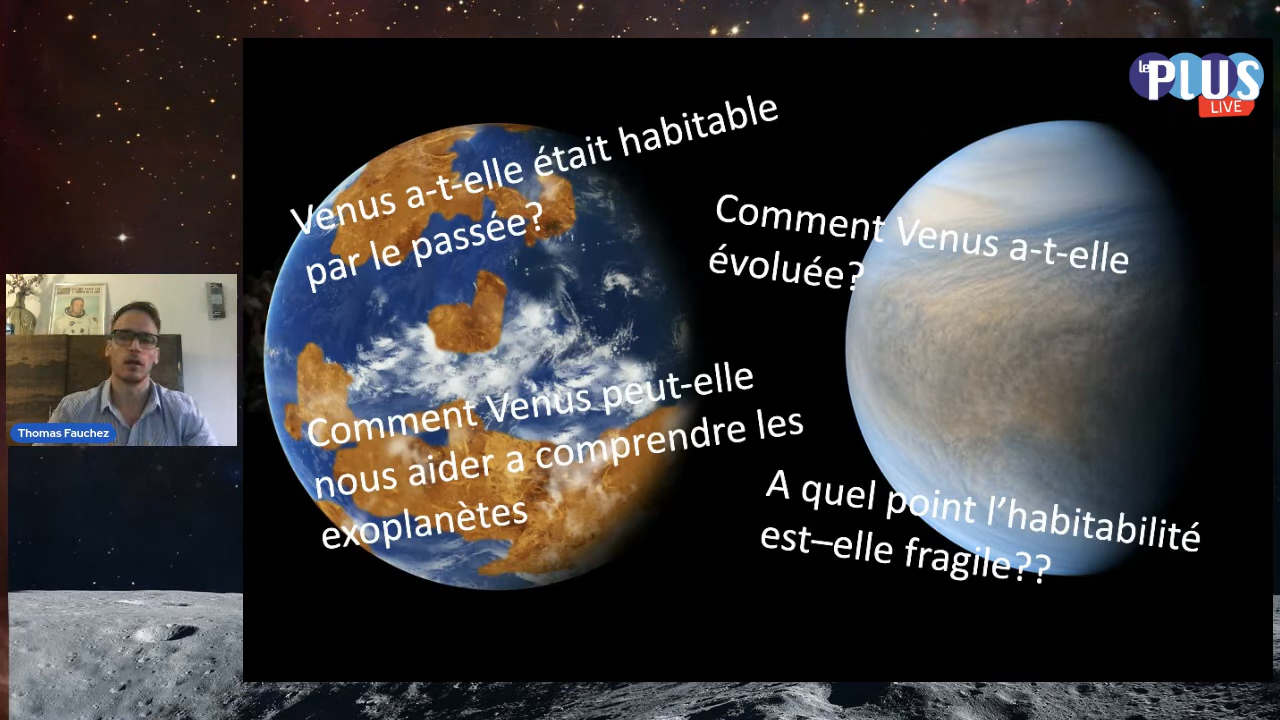 le PLUS
LIVE
Venus a-t-elle était habitable
par le passée?
Comment Venus a-t-elle
évoluée?
Comment Venus peut-elle
nous aider a comprendre les
exoplanètes
A quel point l’habitabilité
est–elle fragile??
Thomas Fauchez